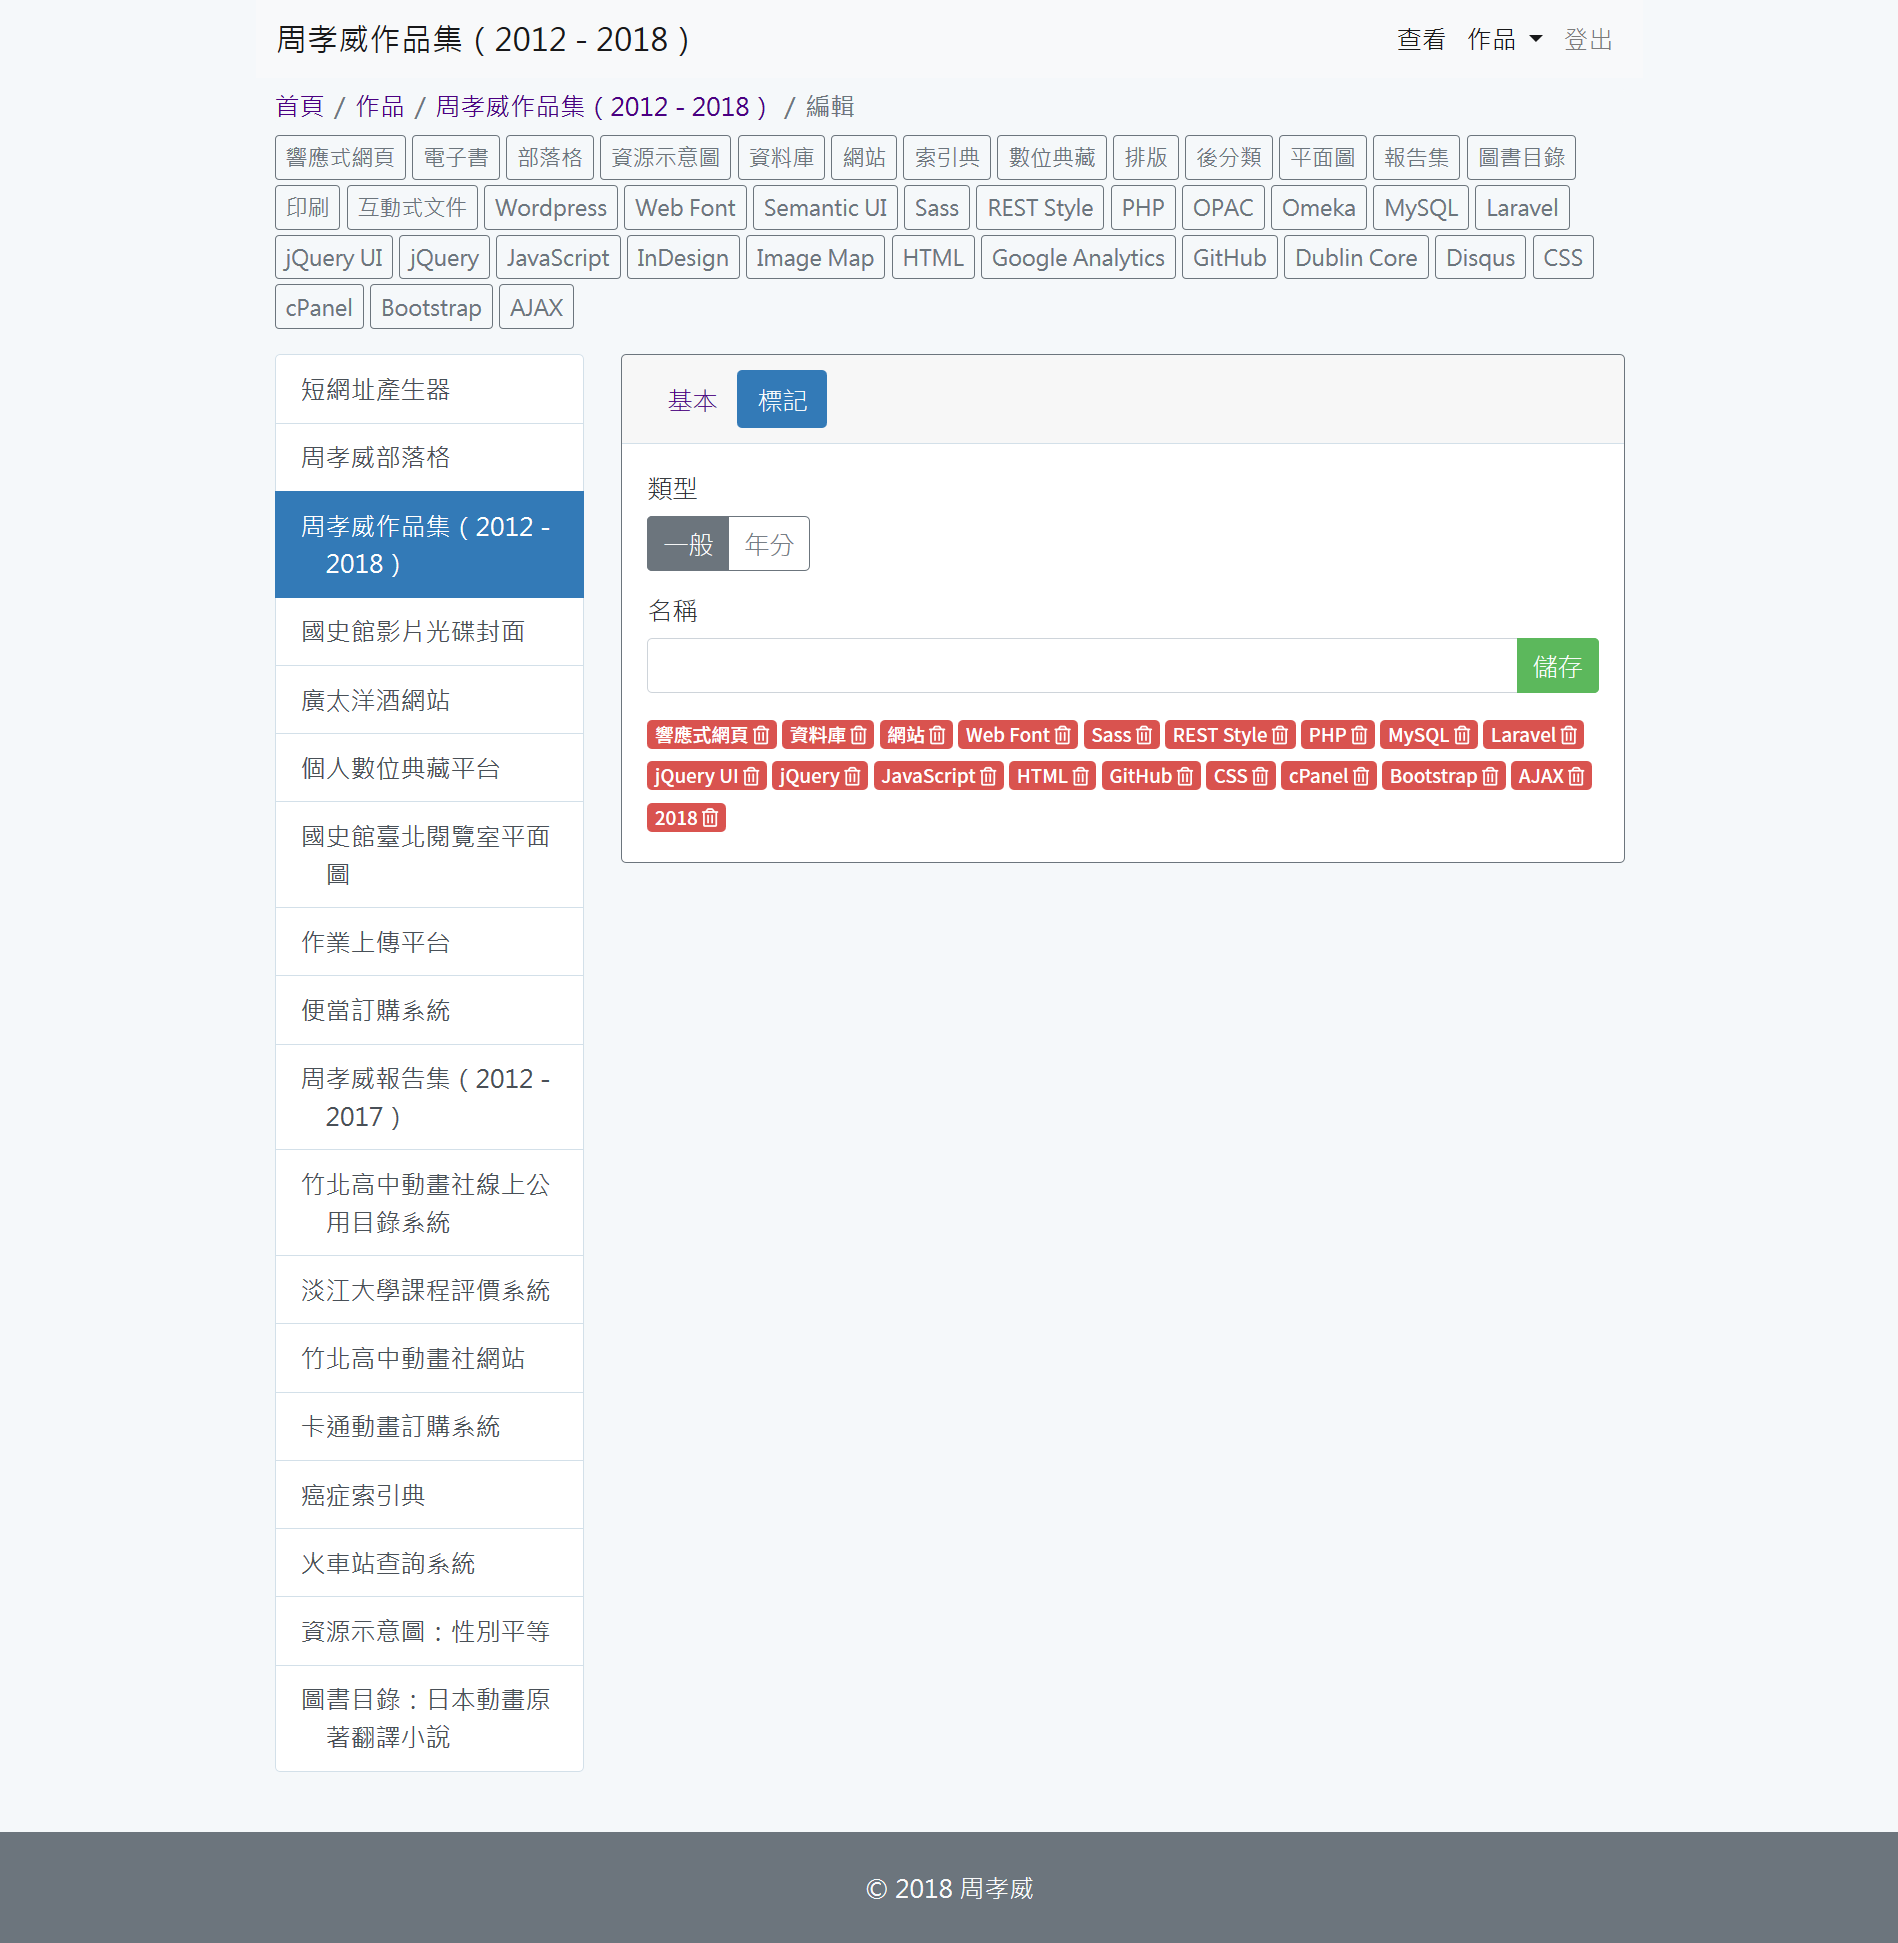 周孝威作品集（2012 - 2018） 查看 作品 登出
首頁 / 作品 / 周孝威作品集（2012 - 2018） / 編輯
響應式網頁 電子書 部落格 資源示意圖 資料庫 網站 索引典 數位典藏 排版 後分類 平面圖 報告集 圖書目錄
印刷 互動式文件 Wordpress Web Font Semantic UI Sass REST Style PHP OPAC Omeka MySQL Laravel
jQuery UI jQuery JavaScript InDesign Image Map HTML Google Analytics GitHub Dublin Core Disqus CSS
cPanel Bootstrap AJAX
短網址產生器
周孝威部落格
周孝威作品集（2012 -
2018）
國史館影片光碟封面
廣太洋酒網站
個人數位典藏平台
國史館臺北閱覽室平面
圖
作業上傳平台
便當訂購系統
周孝威報告集（2012 -
2017）
竹北高中動畫社線上公
用目錄系統
淡江大學課程評價系統
竹北高中動畫社網站
卡通動畫訂購系統
癌症索引典
火車站查詢系統
資源示意圖：性別平等
圖書目錄：日本動畫原
著翻譯小說
基本 標記
類型
一般 年分
名稱
儲存
響應式網頁 資料庫 網站 Web Font Sass REST Style PHP MySQL Laravel
jQuery UI jQuery JavaScript HTML GitHub CSS cPanel Bootstrap AJAX
2018
© 2018 周孝威